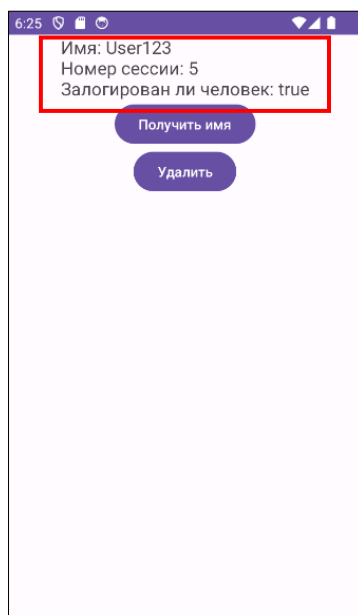 6:25
Имя: User123
Номер сессии: 5
Залогирован ли человек: true
Получить имя
Удалить